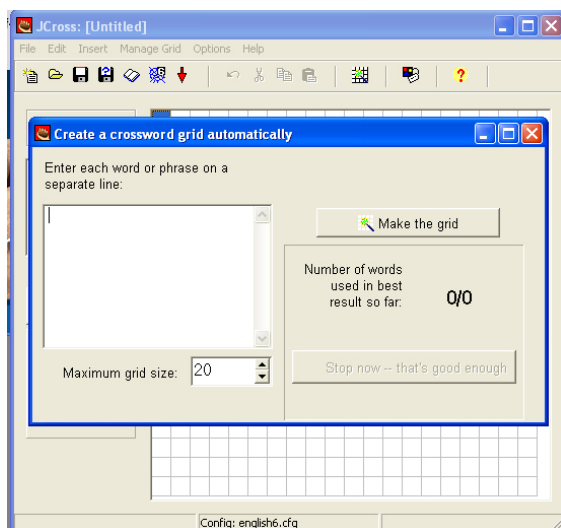 JCross: [Untitled]
File Edit Insert Manage Grid Options Help
Create a crossword grid automatically
Enter each word or phrase on a
separate line:
Make the grid
Number of words
used in best
result so far:
0/0
Maximum grid size: 20
Stop now -- that's good enough
Config: english6.cfg